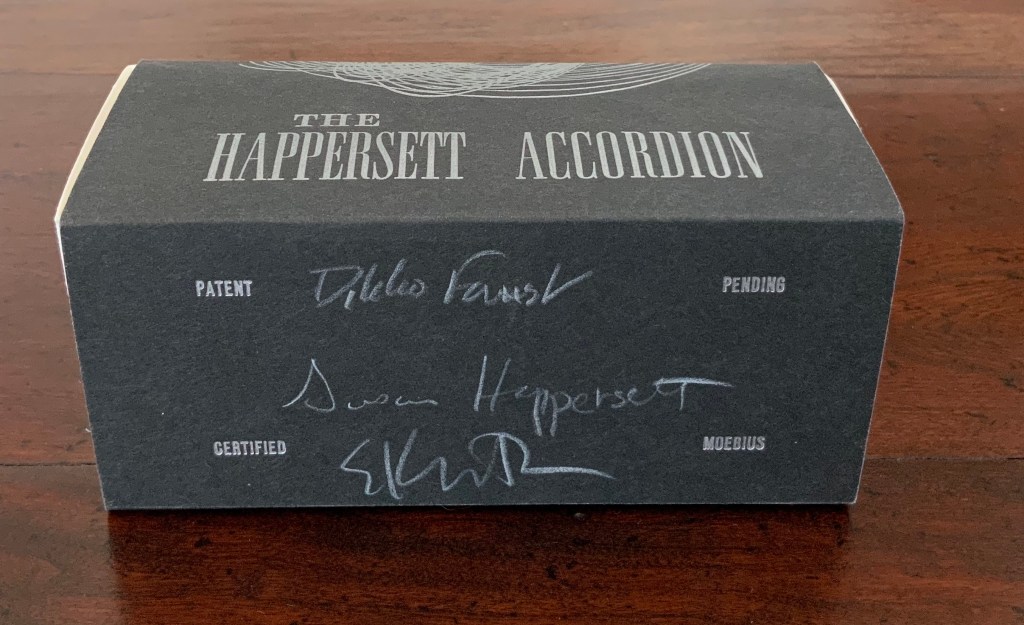 THE
HAPPERSETT ACCORDION
PATENT Dikko Faust PENDING
Susan Happersett
CERTIFIED MOEBIUS